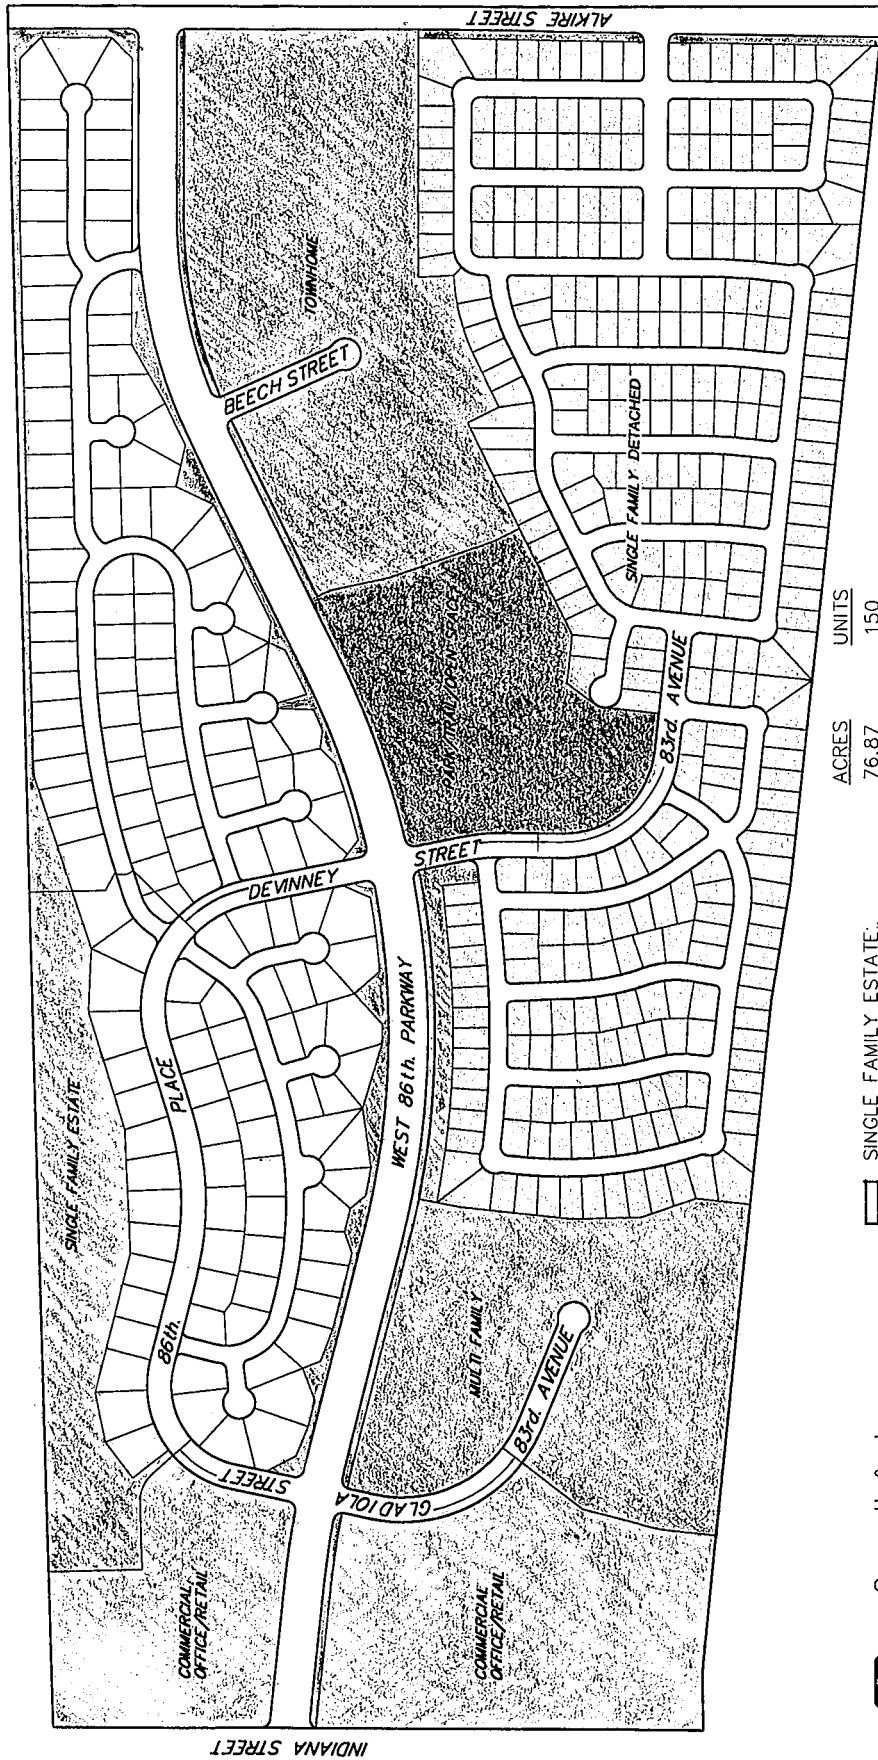 ALKIRE STREET
TOWNHOME
BEECH STREET
SINGLE FAMILY DETACHED
PARK/TRAIL/OPEN SPACE
83rd. AVENUE
DEVINNEY
STREET
SINGLE FAMILY ESTATE
PLACE
86th.
WEST 86th. PARKWAY
MULTI FAMILY
83rd. AVENUE
STREET
GLADIOLA
COMMERCIAL
OFFICE/RETAIL
COMMERCIAL
OFFICE/RETAIL
INDIANA STREET
ACRES UNITS
SINGLE FAMILY ESTATE: 76.87 150